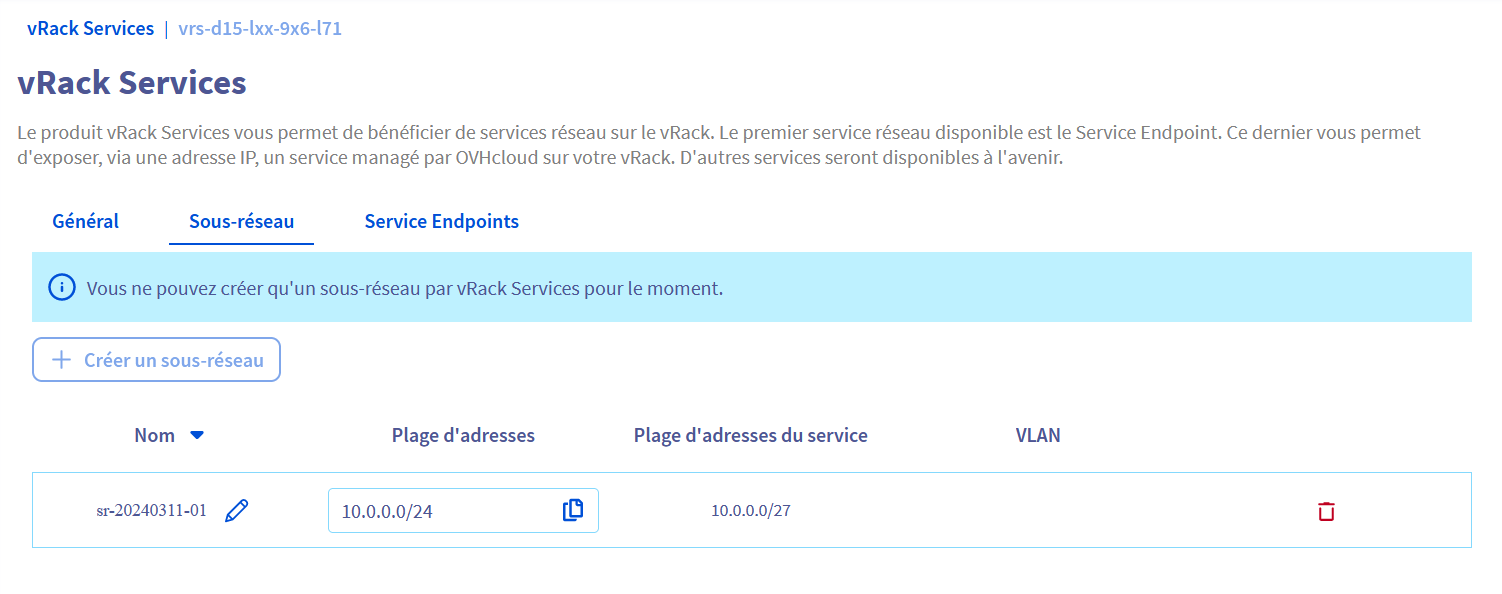 vRack Services | vrs-d15-lxx-9x6-l71
vRack Services
Le produit vRack Services vous permet de bénéficier de services réseau sur le vRack. Le premier service réseau disponible est le Service Endpoint. Ce dernier vous permet
d'exposer, via une adresse IP, un service managé par OVHcloud sur votre vRack. D'autres services seront disponibles à l'avenir.
Général Sous-réseau Service Endpoints
Vous ne pouvez créer qu'un sous-réseau par vRack Services pour le moment.
Créer un sous-réseau
Nom Plage d'adresses Plage d'adresses du service VLAN
sr-20240311-01 10.0.0.0/24 10.0.0.0/27